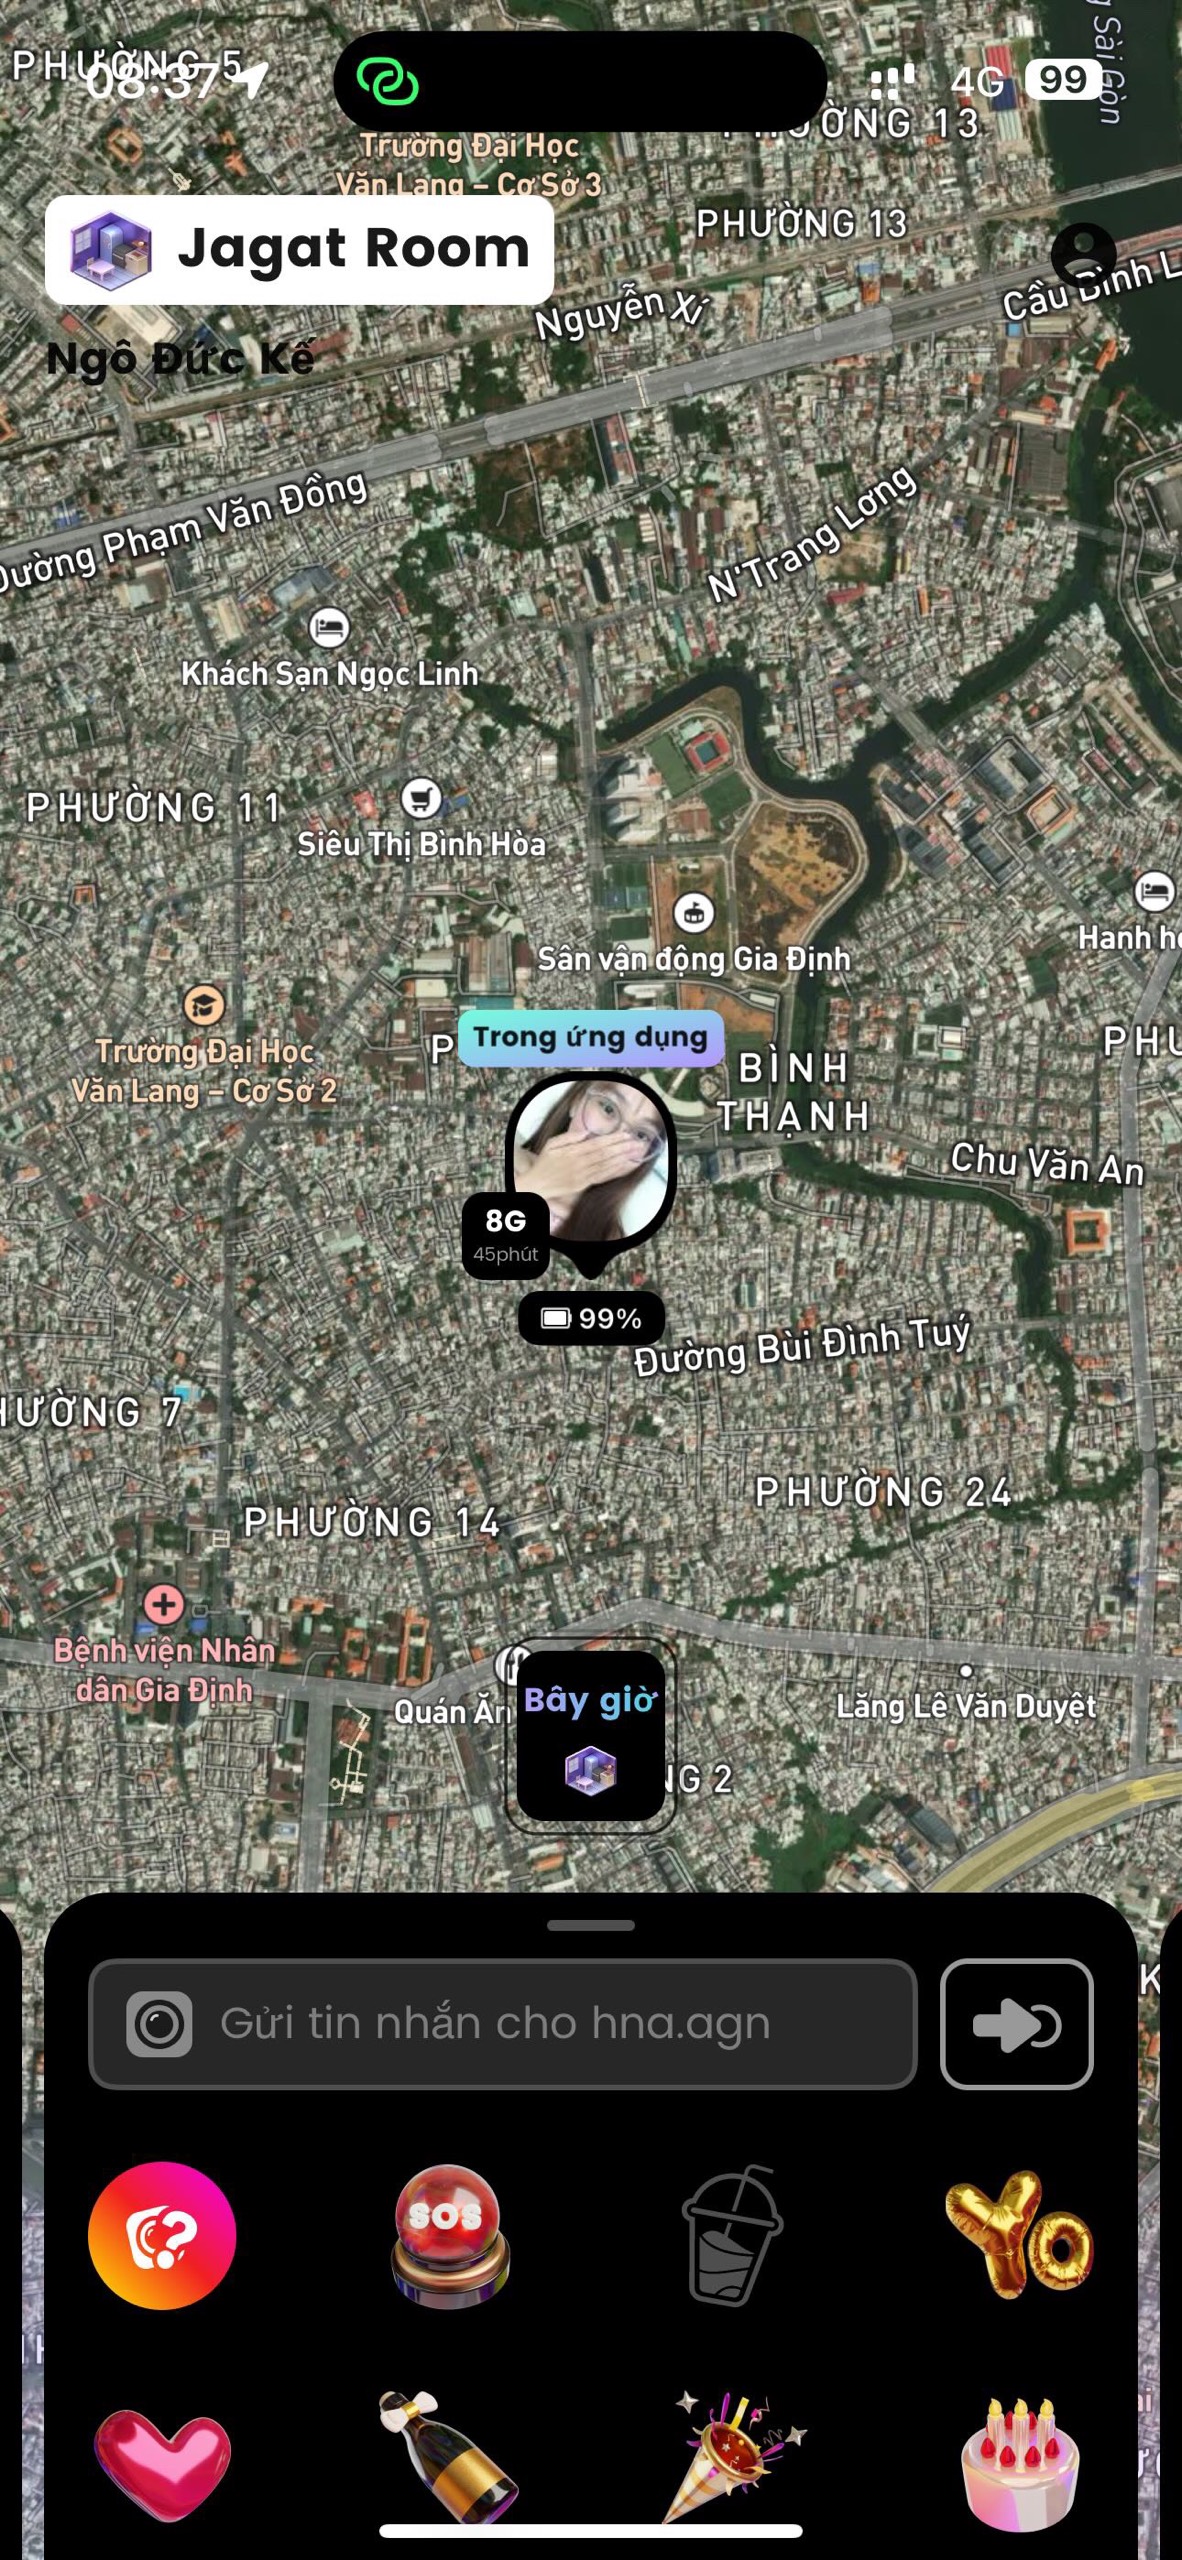 PHƯỜNG 5
08:37
4G
99
PHƯỜNG 13
Trường Đại Học
Văn Lang – Cơ Sở 3
PHƯỜNG 13
Jagat Room
Nguyễn Xí
Cầu Bình L
Ngô Đức Kế
Đường Phạm Văn Đồng
N'Trang Lơng
Khách Sạn Ngọc Linh
PHƯỜNG 11
Siêu Thị Bình Hòa
Hanh
Sân vận động Gia Định
Trường Đại Học
Văn Lang – Cơ Sở 2
P
Trong ứng dụng
BÌNH
THẠNH
PHƯ
Chu Văn An
8G
45phút
99%
Đường Bùi Đình Tuý
HƯỜNG 7
PHƯỜNG 24
PHƯỜNG 14
Bệnh viện Nhân
dân Gia Định
Quán Ăn
Bây giờ
Lăng Lê Văn Duyệt
NG 2
K
Gửi tin nhắn cho hna.agn
SOS
YO